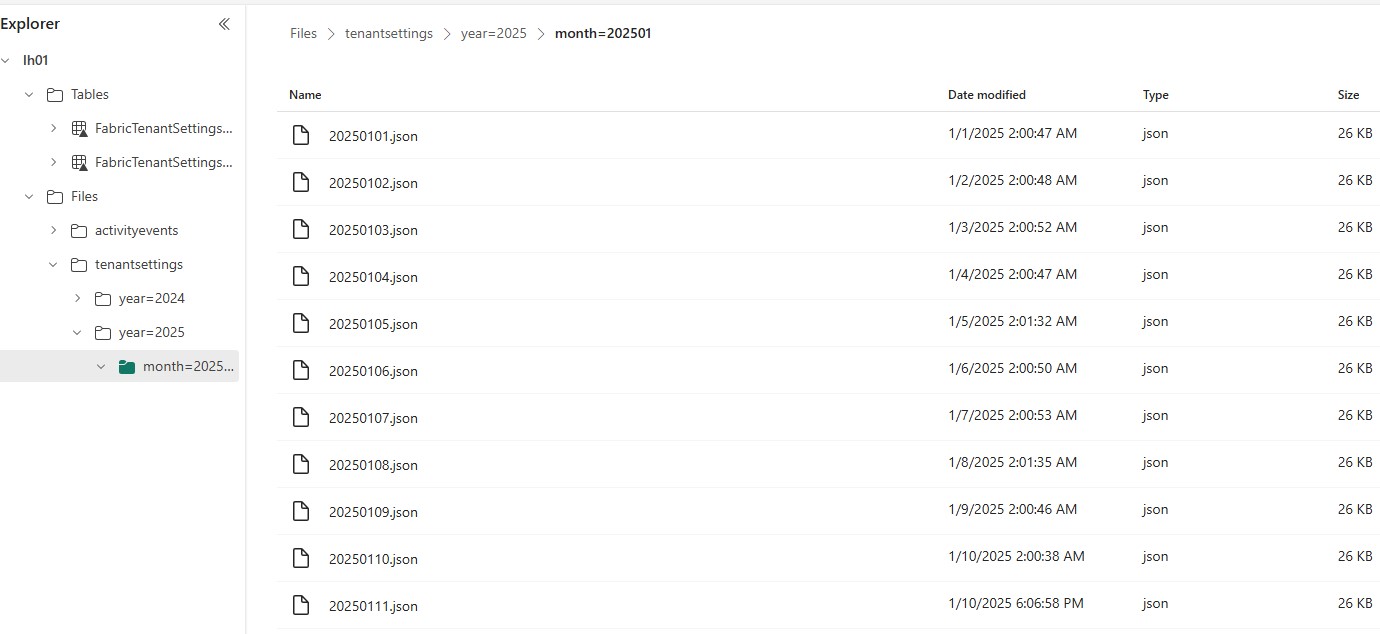 Explorer
lh01
Tables
FabricTenantSettings...
FabricTenantSettings...
Files
activityevents
tenantsettings
year=2024
year=2025
month=2025...
Files tenantsettings year=2025 month=202501
Name Date modified Type Size
20250101.json 1/1/2025 2:00:47 AM json 26 KB
20250102.json 1/2/2025 2:00:48 AM json 26 KB
20250103.json 1/3/2025 2:00:52 AM json 26 KB
20250104.json 1/4/2025 2:00:47 AM json 26 KB
20250105.json 1/5/2025 2:01:32 AM json 26 KB
20250106.json 1/6/2025 2:00:50 AM json 26 KB
20250107.json 1/7/2025 2:00:53 AM json 26 KB
20250108.json 1/8/2025 2:01:35 AM json 26 KB
20250109.json 1/9/2025 2:00:46 AM json 26 KB
20250110.json 1/10/2025 2:00:38 AM json 26 KB
20250111.json 1/10/2025 6:06:58 PM json 26 KB